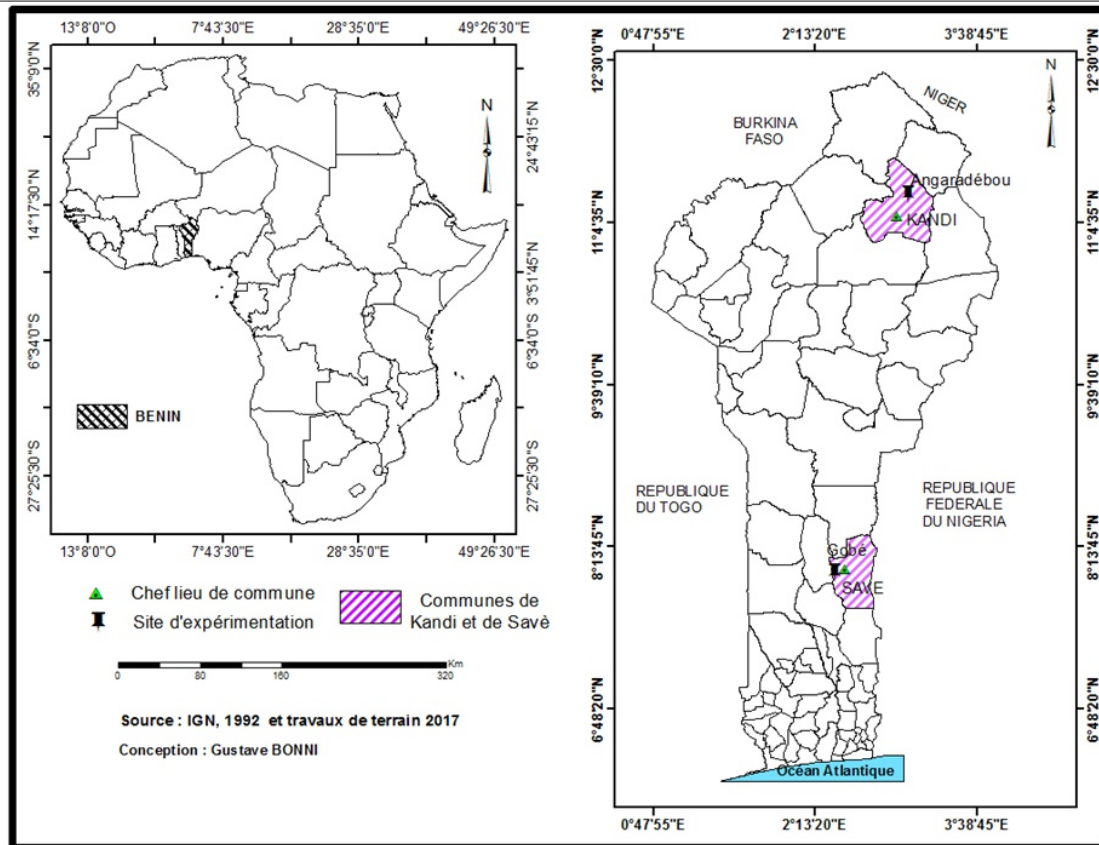 13°8'0"O 7°43'30"E 28°35'0"E 49°26'30"E
35°9'0"N
24°43'15"N
14°17'30"N
3°51'45"N
6°34'0"S
6°34'0"S
27°25'30"S
27°25'30"S
N
BENIN
13°8'0"O 7°43'30"E 28°35'0"E 49°26'30"E
Chef lieu de commune
Site d'expérimentation
Communes de
Kandi et de Savè
Km
0 80 160 320
Source : IGN, 1992 et travaux de terrain 2017
Conception : Gustave BONNI
0°47'55"E 2°13'20"E 3°38'45"E
12°30'0"N
12°30'0"N
11°4'35"N
11°4'35"N
9°39'10"N
9°39'10"N
8°13'45"N
8°13'45"N
6°48'20"N
6°48'20"N
N
NIGER
BURKINA
FASO
Angaradébou
KANDI
REPUBLIQUE
DU TOGO
REPUBLIQUE
FEDERALE
DU NIGERIA
Gobé
SAVE
Océan Atlantique
0°47'55"E 2°13'20"E 3°38'45"E